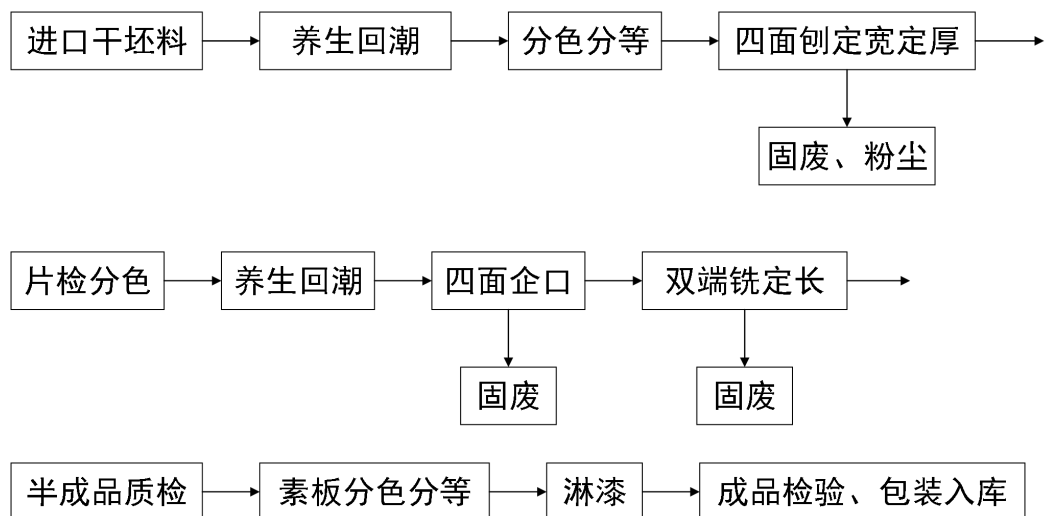 进口干坯料 养生回潮 分色分等 四面刨定宽定厚
固废、粉尘
片检分色 养生回潮 四面企口 双端铣定长
固废 固废
半成品质检 素板分色分等 淋漆 成品检验、包装入库